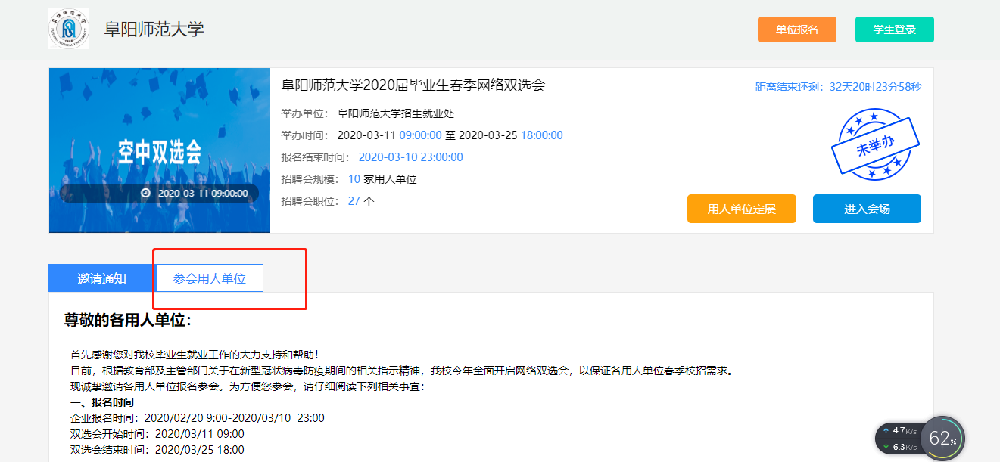 阜阳师范大学
单位报名
学生登录
空中双选会
2020-03-11 09:00:00
阜阳师范大学2020届毕业生春季网络双选会
距离结束还剩：32天20时23分58秒
举办单位： 阜阳师范大学招生就业处
举办时间： 2020-03-11 09:00:00 至 2020-03-25 18:00:00
报名结束时间： 2020-03-10 23:00:00
招聘会规模： 10 家用人单位
招聘会职位： 27 个
未举办
用人单位定展
进入会场
邀请通知
参会用人单位
尊敬的各用人单位：
首先感谢您对我校毕业生就业工作的大力支持和帮助！
目前，根据教育部及主管部门关于在新型冠状病毒防疫期间的相关指示精神，我校今年全面开启网络双选会，以保证各用人单位春季校招需求。
现诚挚邀请各用人单位报名参会。为方便您参会，请仔细阅读下列相关事宜：
一、报名时间
企业报名时间：2020/02/20 9:00-2020/03/10 23:00
双选会开始时间：2020/03/11 09:00
双选会结束时间：2020/03/25 18:00
4.7K/s
6.3K/s
62%